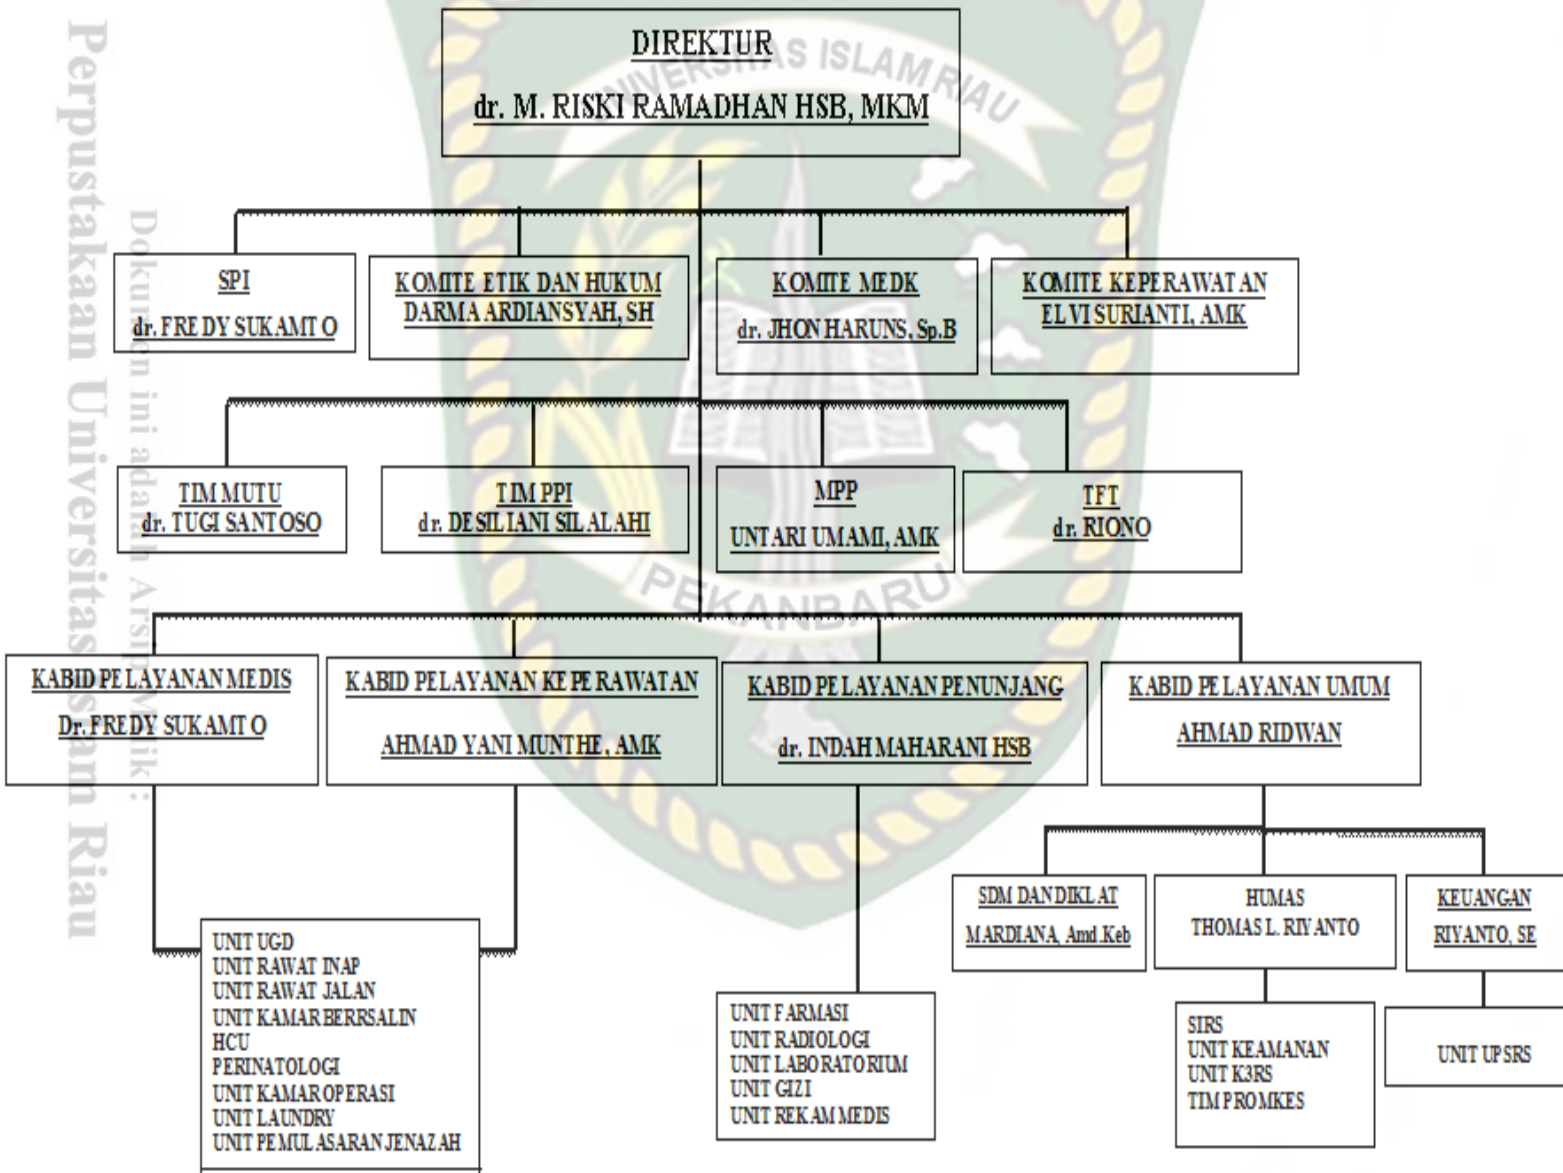 DIREKTUR
dr. M. RISKI RAMADHAN HSB, MKM
UNIVERSITAS ISLAM RIAU
SPI
dr. FREDY SUKAMTO
KOMITE ETIK DAN HUKUM
DARMA ARDIANSYAH, SH
KOMITE MEDK
dr. JHON HARUNS, Sp.B
KOMITE KEPERAWATAN
ELVI SURIANTI, AMK
TIM MUTU
dr. TUGI SANTOSO
TIM PPI
dr. DESILIANI SILALAHI
MPP
UNTARI UMAMI, AMK
TFT
dr. RIONO
PEKANBARU
KABID PELAYANAN MEDIS
Dr. FREDY SUKAMTO
KABID PELAYANAN KEPERAWATAN
AHMAD YANI MUNTHE, AMK
KABID PELAYANAN PENUNJANG
dr. INDAH MAHARANI HSB
KABID PELAYANAN UMUM
AHMAD RIDWAN
SDM DAN DIKLAT
MARDIANA, Amd.Keb
HUMAS
THOMAS L. RIYANTO
KEUANGAN
RIYANTO, SE
UNIT UGD
UNIT RAWAT INAP
UNIT RAWAT JALAN
UNIT KAMAR BERRSALIN
HCU
PERINATOLOGI
UNIT KAMAR OPERASI
UNIT LAUNDRY
UNIT PEMULASARAN JENAZAH
UNIT FARMASI
UNIT RADIOLOGI
UNIT LABORATORIUM
UNIT GIZI
UNIT REKAM MEDIS
SIRS
UNIT KEAMANAN
UNIT K3RS
TIM PROMKES
UNIT UPSRS
Dokumen ini adalah Arsip Milik :
Perpustakaan Universitas Islam Riau